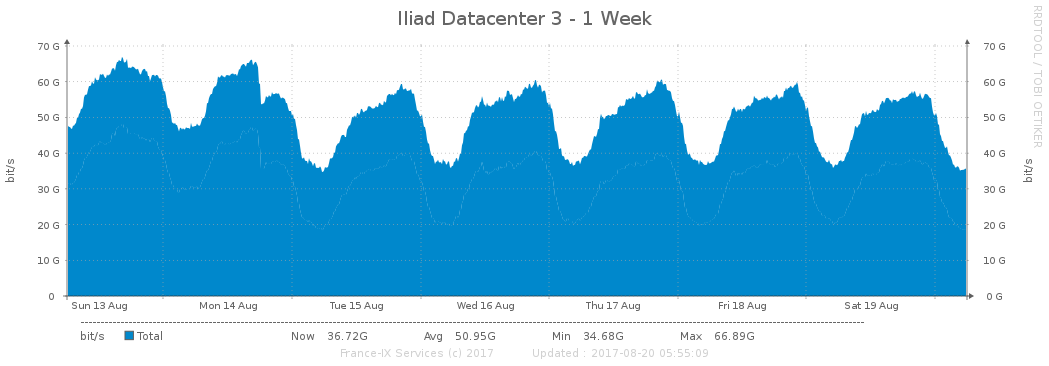 Iliad Datacenter 3 - 1 Week
RRDTOOL / TOBI OETIKER
bit/s
70 G
60 G
50 G
40 G
30 G
20 G
10 G
0
70 G
60 G
50 G
40 G
30 G
20 G
10 G
0 G
bit/s
Sun 13 Aug Mon 14 Aug Tue 15 Aug Wed 16 Aug Thu 17 Aug Fri 18 Aug Sat 19 Aug
bit/s Total Now 36.72G Avg 50.95G Min 34.68G Max 66.89G
France-IX Services (c) 2017 Updated : 2017-08-20 05:55:09